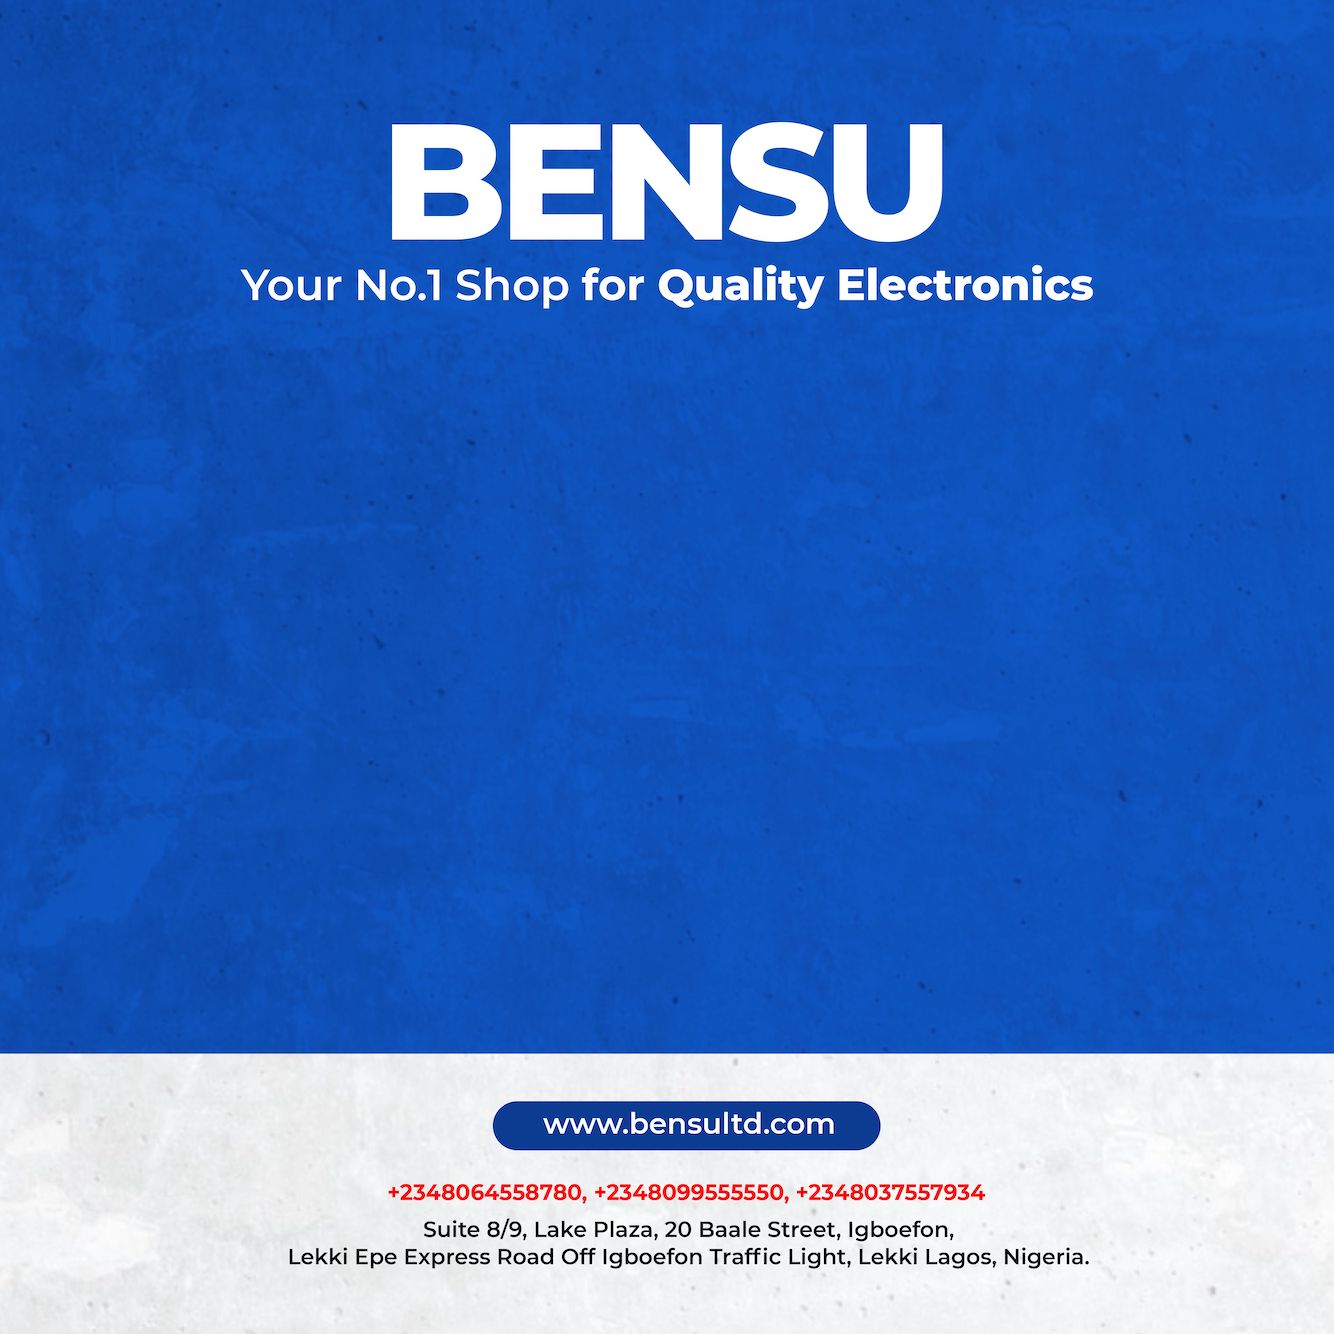 BENSU
Your No.1 Shop for Quality Electronics
www.bensultd.com
+2348064558780, +2348099555550, +2348037557934
Suite 8/9, Lake Plaza, 20 Baale Street, Igboefon,
Lekki Epe Express Road Off Igboefon Traffic Light, Lekki Lagos, Nigeria.